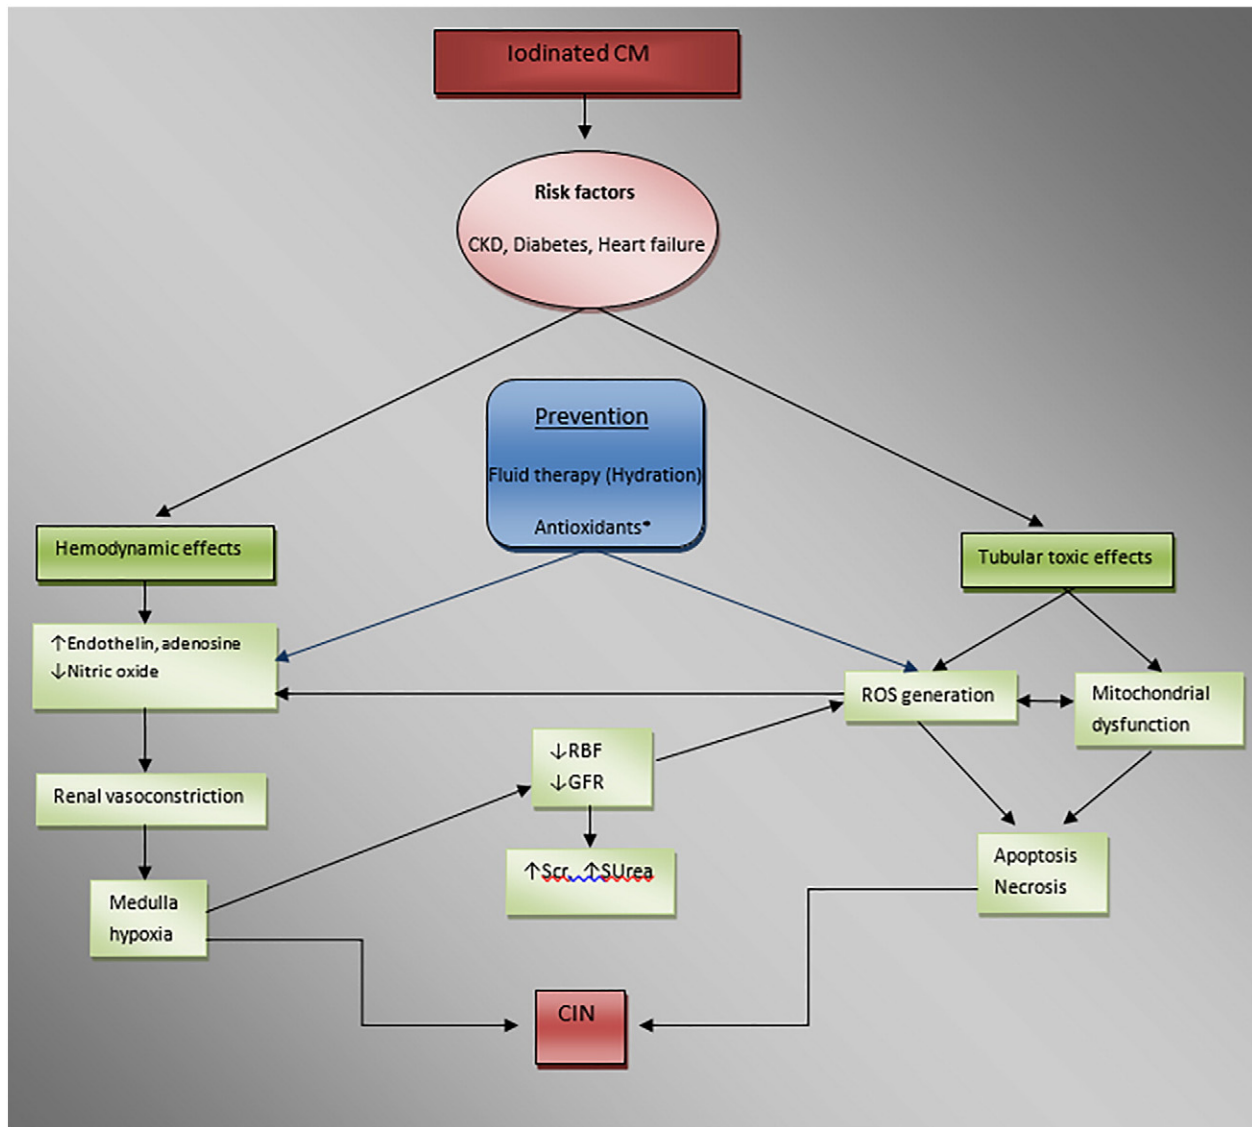 Iodinated CM
Risk factors
CKD, Diabetes, Heart failure
Prevention
Fluid therapy (Hydration)
Antioxidants*
Hemodynamic effects
Tubular toxic effects
↑Endothelin, adenosine
↓Nitric oxide
ROS generation
Mitochondrial
dysfunction
↓RBF
↓GFR
Renal vasoconstriction
↑Scr, ↑SUrea
Apoptosis
Necrosis
Medulla
hypoxia
CIN